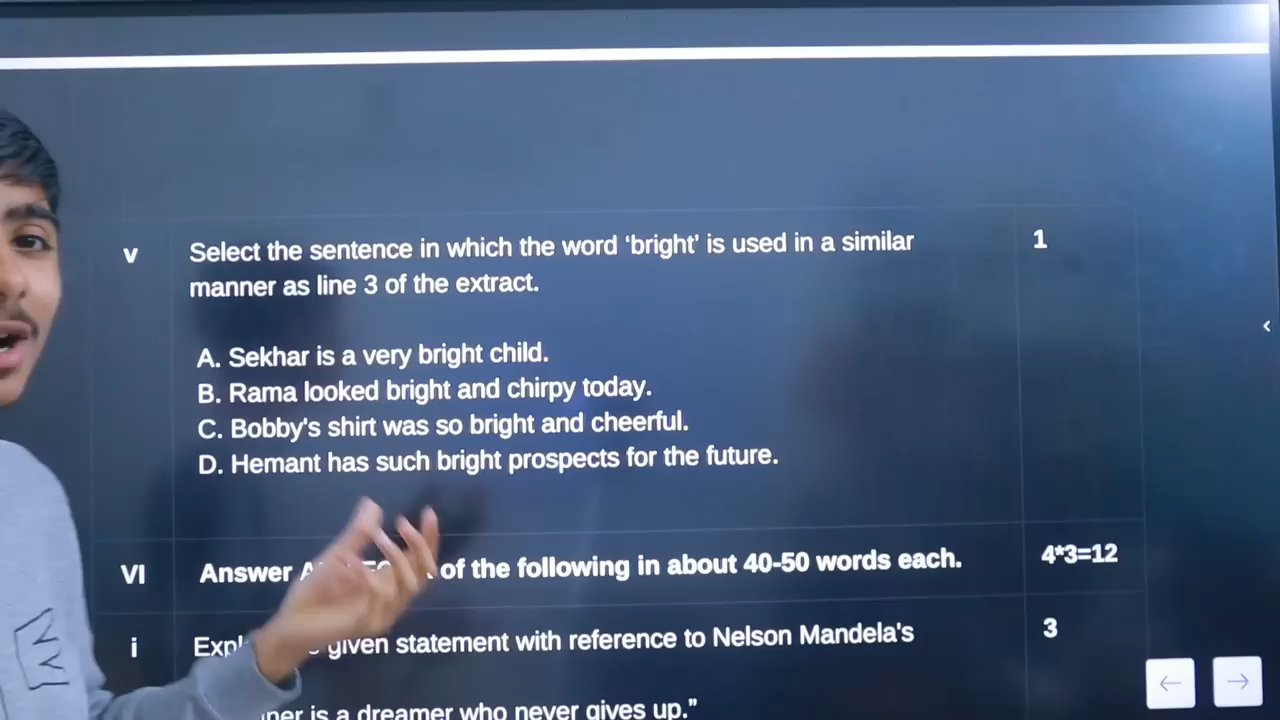 v Select the sentence in which the word ‘bright’ is used in a similar 1
manner as line 3 of the extract.
A. Sekhar is a very bright child.
B. Rama looked bright and chirpy today.
C. Bobby's shirt was so bright and cheerful.
D. Hemant has such bright prospects for the future.
VI Answer of the following in about 40-50 words each. 4*3=12
i given statement with reference to Nelson Mandela's 3
is a dreamer who never gives up.”